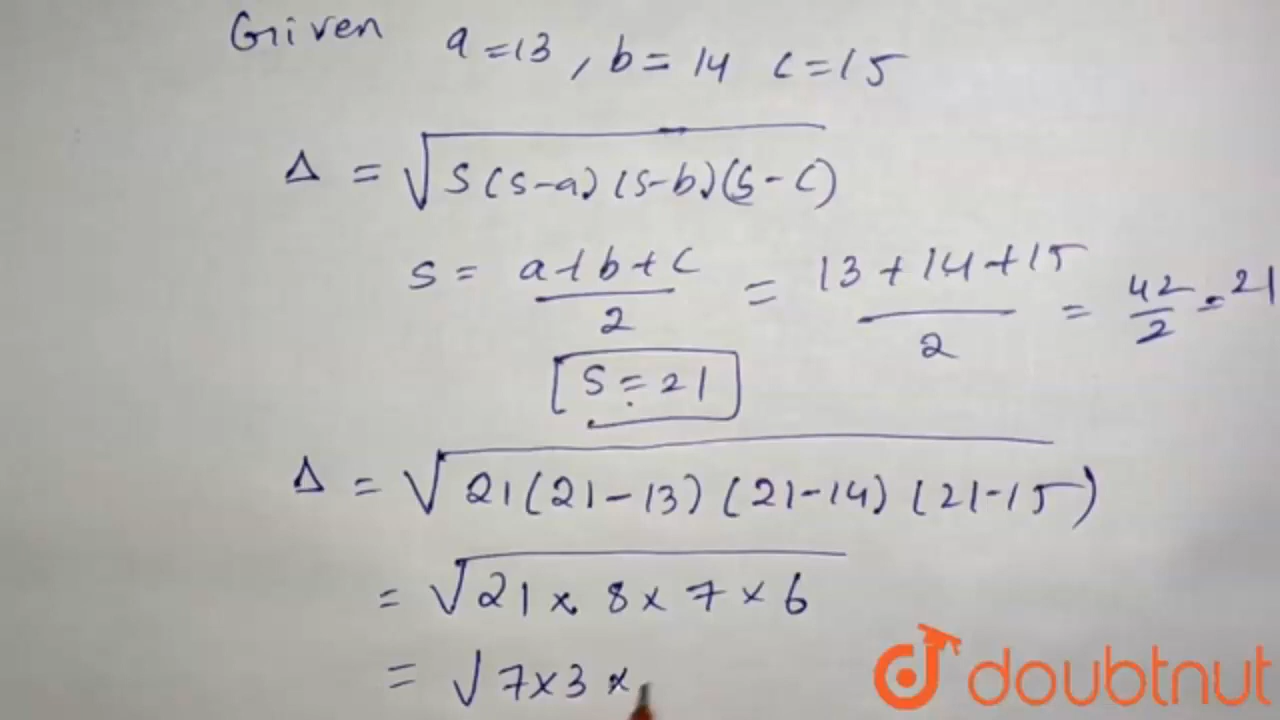 Given a = 13, b = 14 c = 15
Δ = √S(S-a)(S-b)(S-c)
S = a+b+c/2 = 13+14+15/2 = 42/2 = 21
S = 21
Δ = √21(21-13)(21-14)(21-15)
= √21 × 8 × 7 × 6
= √7×3×
doubtnut